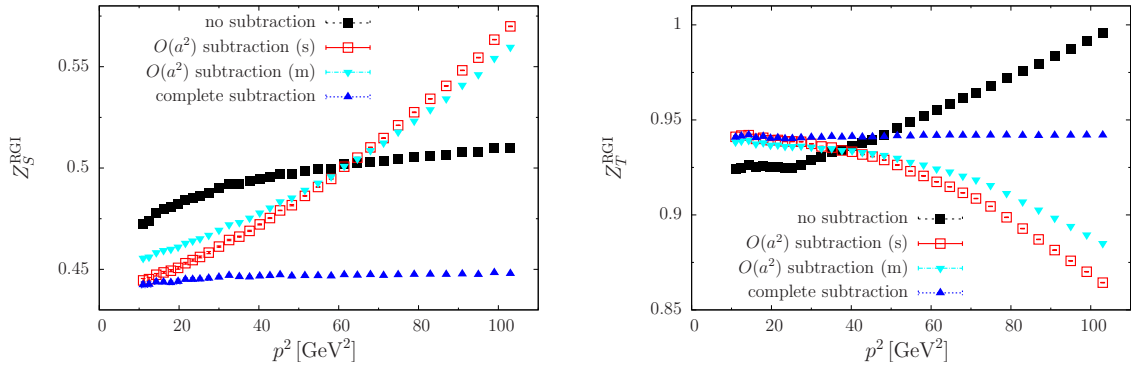 no subtraction
O(a²) subtraction (s)
O(a²) subtraction (m)
complete subtraction
0.55
0.5
0.45
Z_S^RGI
0 20 40 60 80 100
p² [GeV²]
1
0.95
0.9
0.85
Z_T^RGI
no subtraction
O(a²) subtraction (s)
O(a²) subtraction (m)
complete subtraction
0 20 40 60 80 100
p² [GeV²]